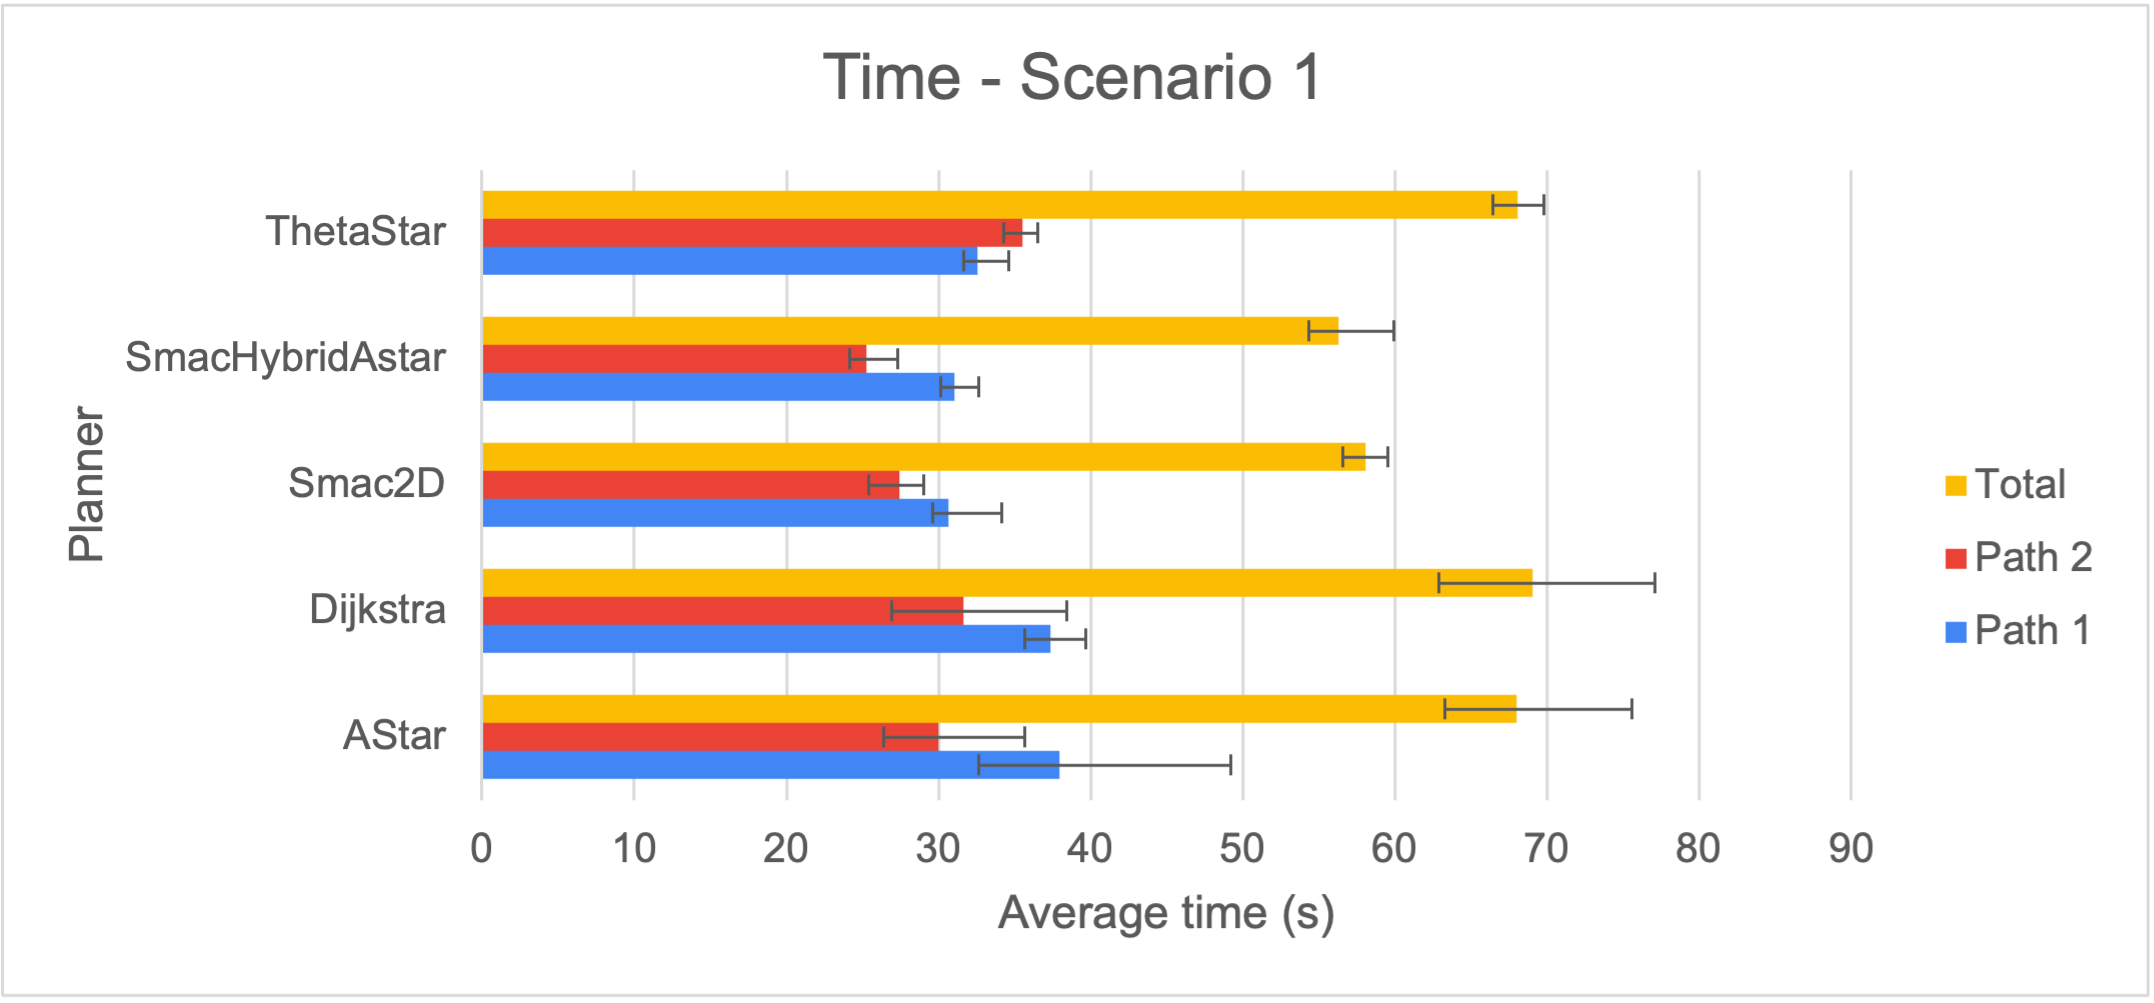 Time - Scenario 1
ThetaStar
SmacHybridAstar
Smac2D
Dijkstra
AStar
Planner
0 10 20 30 40 50 60 70 80 90
Average time (s)
Total
Path 2
Path 1